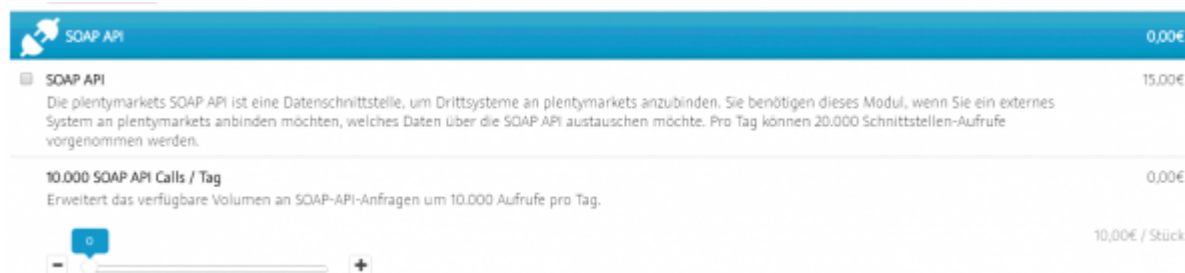 SOAP API 0,00€
SOAP API 15,00€
Die plentymarkets SOAP API ist eine Datenschnittstelle, um Drittsysteme an plentymarkets anzubinden. Sie benötigen dieses Modul, wenn Sie ein externes
System an plentymarkets anbinden möchten, welches Daten über die SOAP API austauschen möchte. Pro Tag können 20.000 Schnittstellen-Aufrufe
vorgenommen werden.
10.000 SOAP API Calls / Tag 0,00€
Erweitert das verfügbare Volumen an SOAP-API-Anfragen um 10.000 Aufrufe pro Tag.
10,00€ / Stück
0
- +